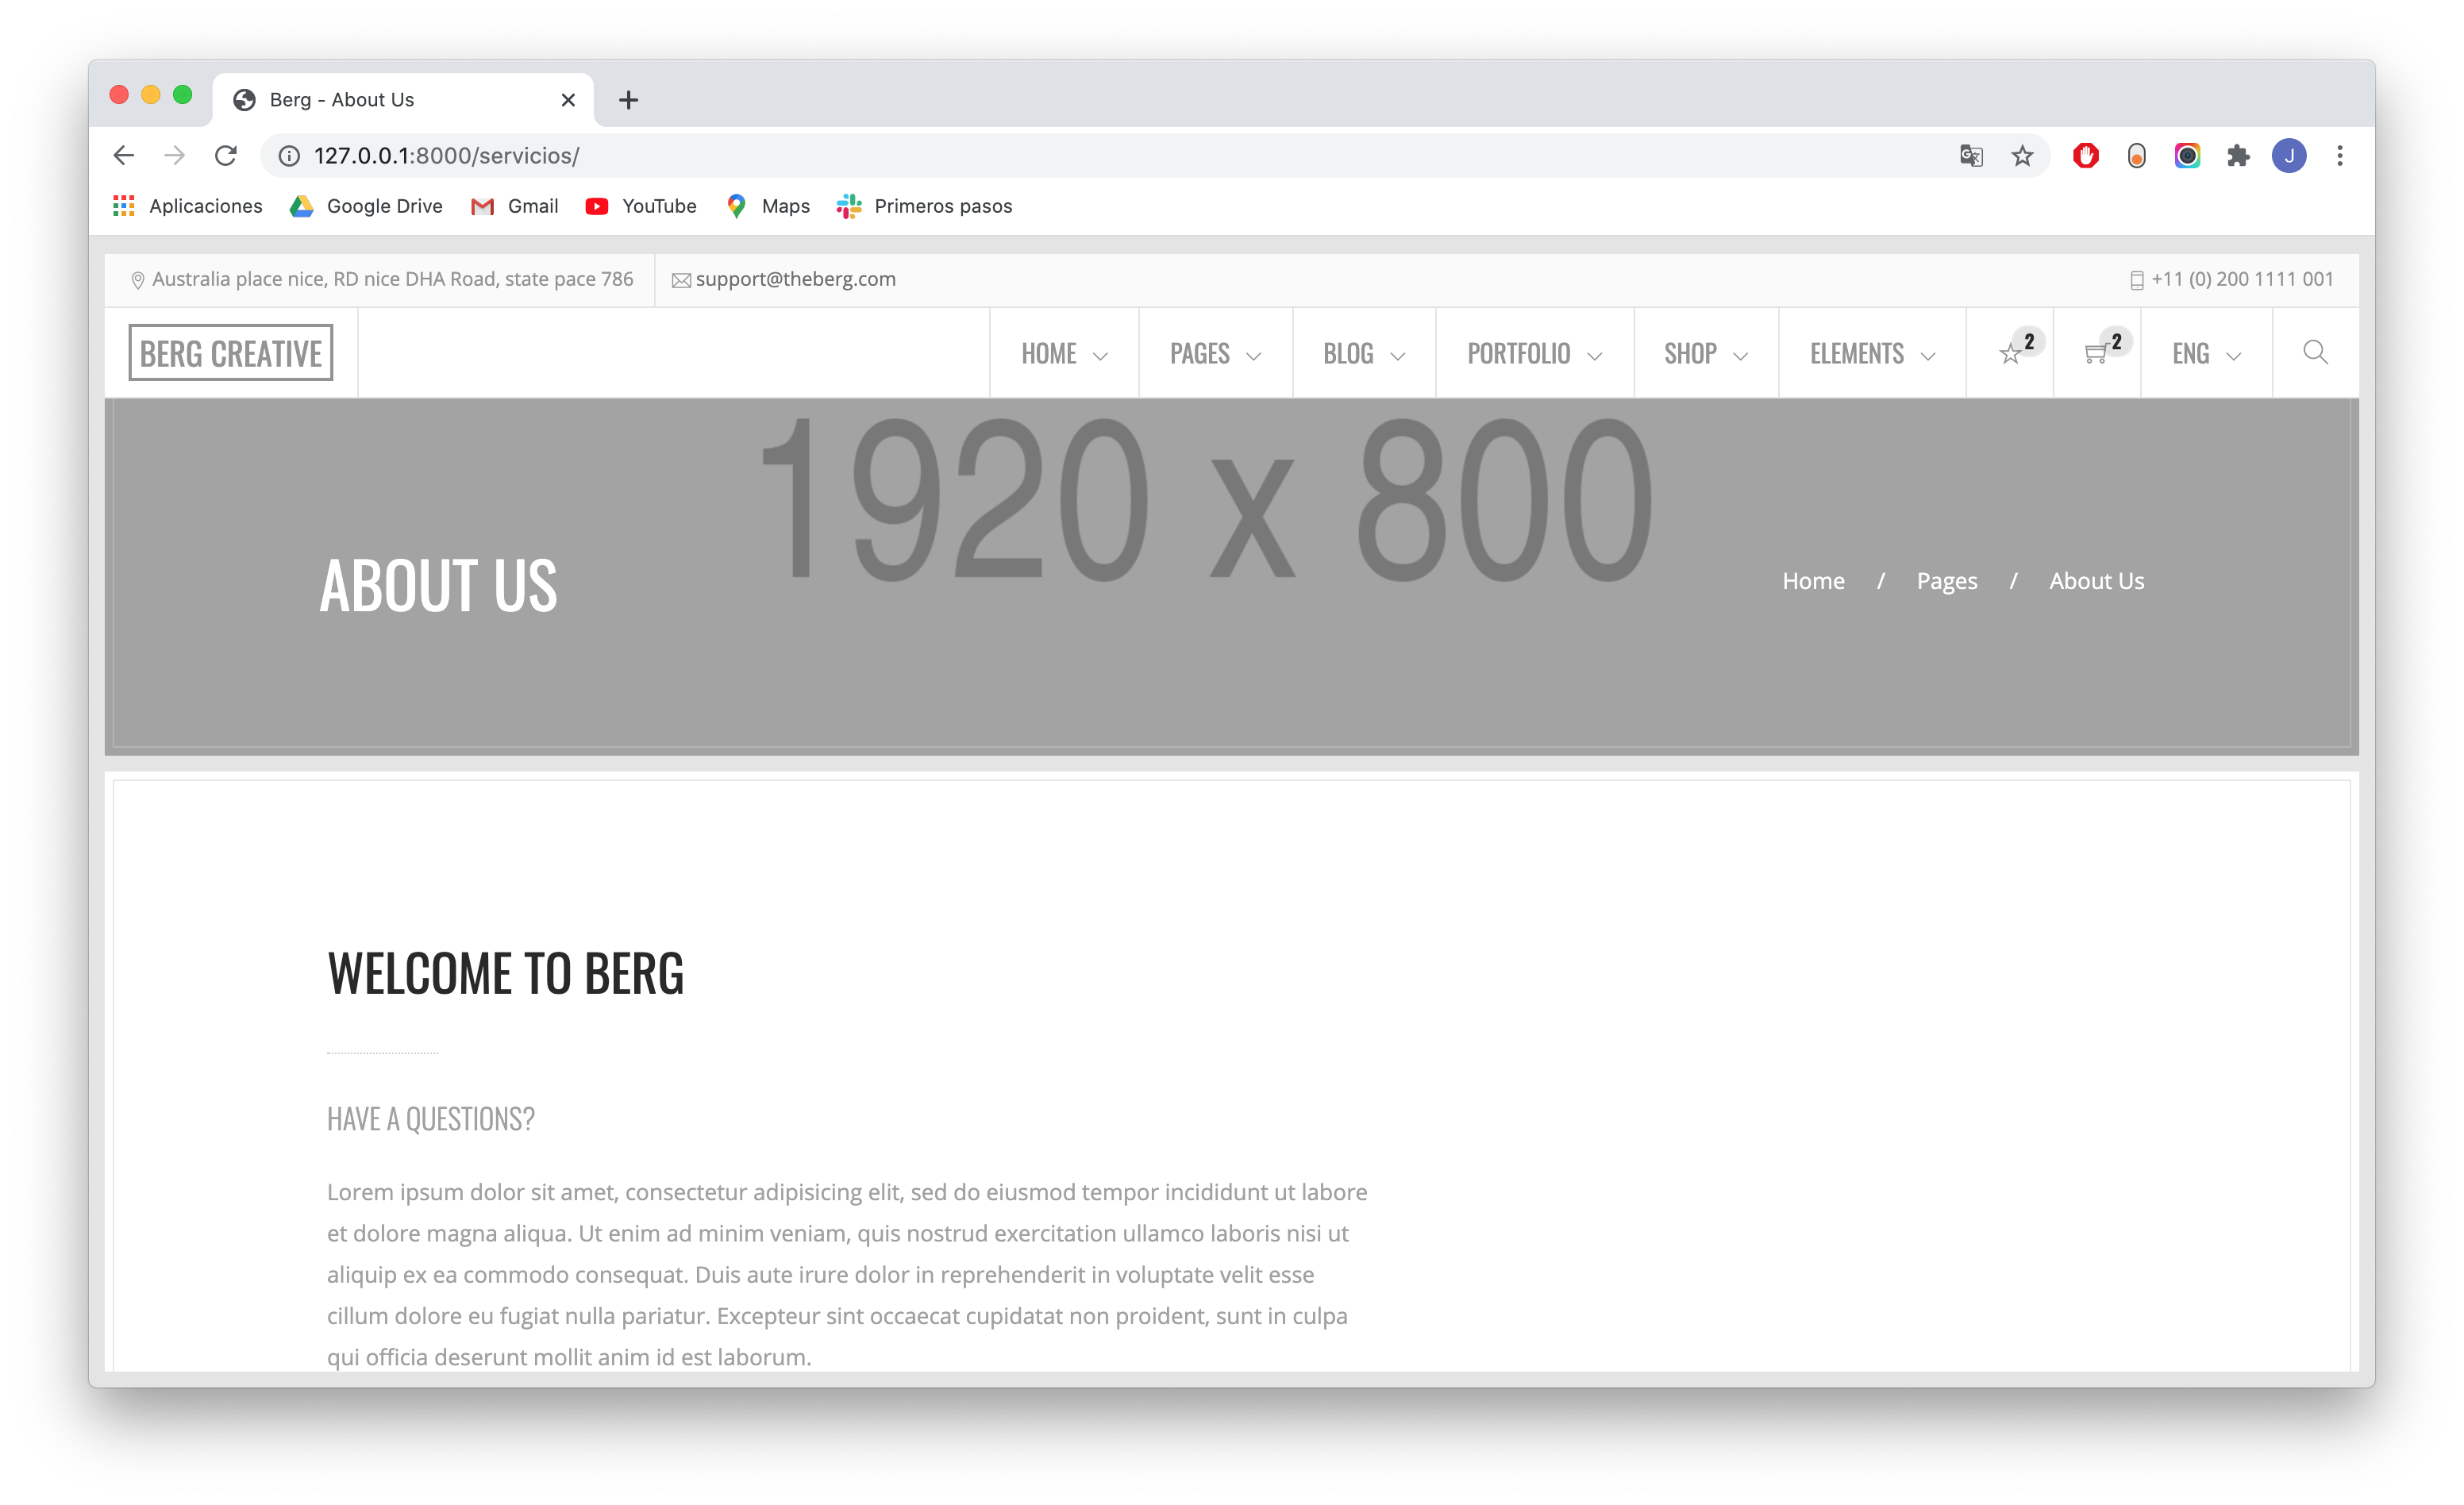 Berg - About Us
127.0.0.1:8000/servicios/
J
Aplicaciones Google Drive Gmail YouTube Maps Primeros pasos
Australia place nice, RD nice DHA Road, state pace 786 support@theberg.com +11 (0) 200 1111 001
BERG CREATIVE HOME PAGES BLOG PORTFOLIO SHOP ELEMENTS 2 2 ENG
1920 x 800
ABOUT US
Home / Pages / About Us
WELCOME TO BERG
HAVE A QUESTIONS?
Lorem ipsum dolor sit amet, consectetur adipisicing elit, sed do eiusmod tempor incididunt ut labore
et dolore magna aliqua. Ut enim ad minim veniam, quis nostrud exercitation ullamco laboris nisi ut
aliquip ex ea commodo consequat. Duis aute irure dolor in reprehenderit in voluptate velit esse
cillum dolore eu fugiat nulla pariatur. Excepteur sint occaecat cupidatat non proident, sunt in culpa
qui officia deserunt mollit anim id est laborum.